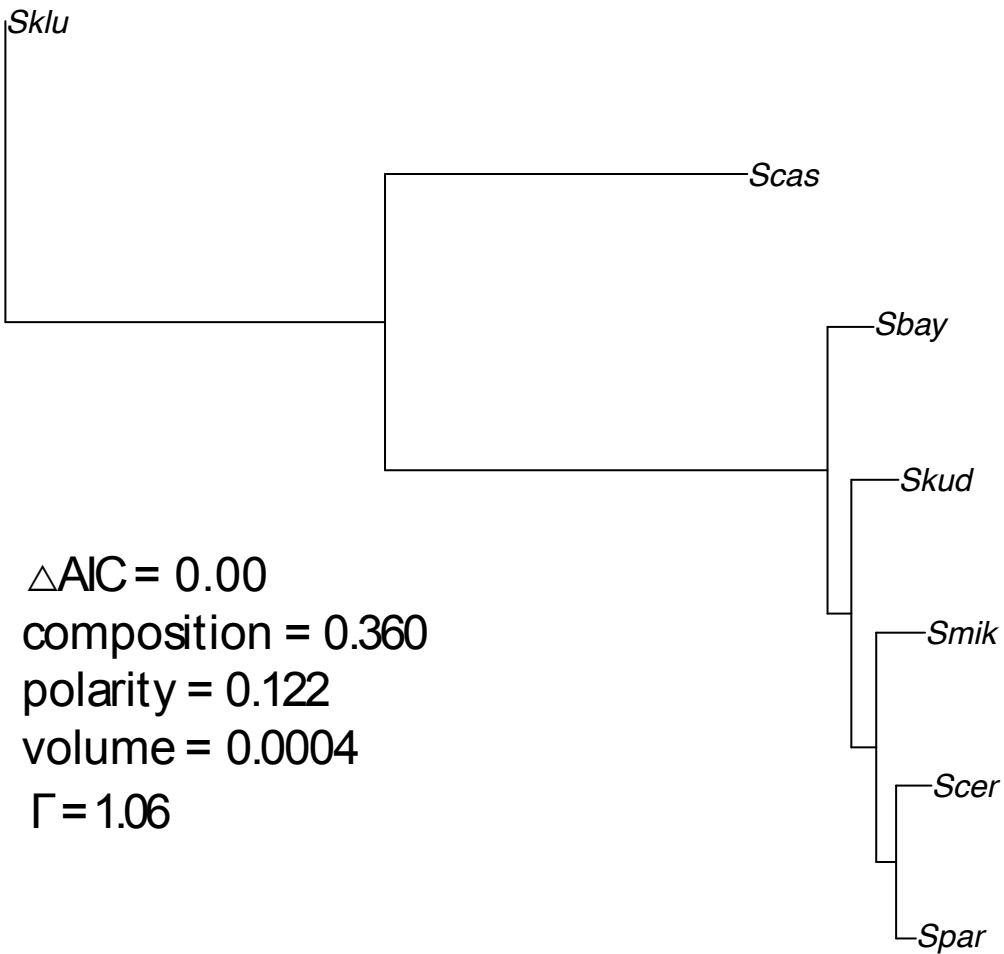 Sklu
Scas
Sbay
Skud
Smik
Scer
Spar
△AIC = 0.00
composition = 0.360
polarity = 0.122
volume = 0.0004
Γ = 1.06